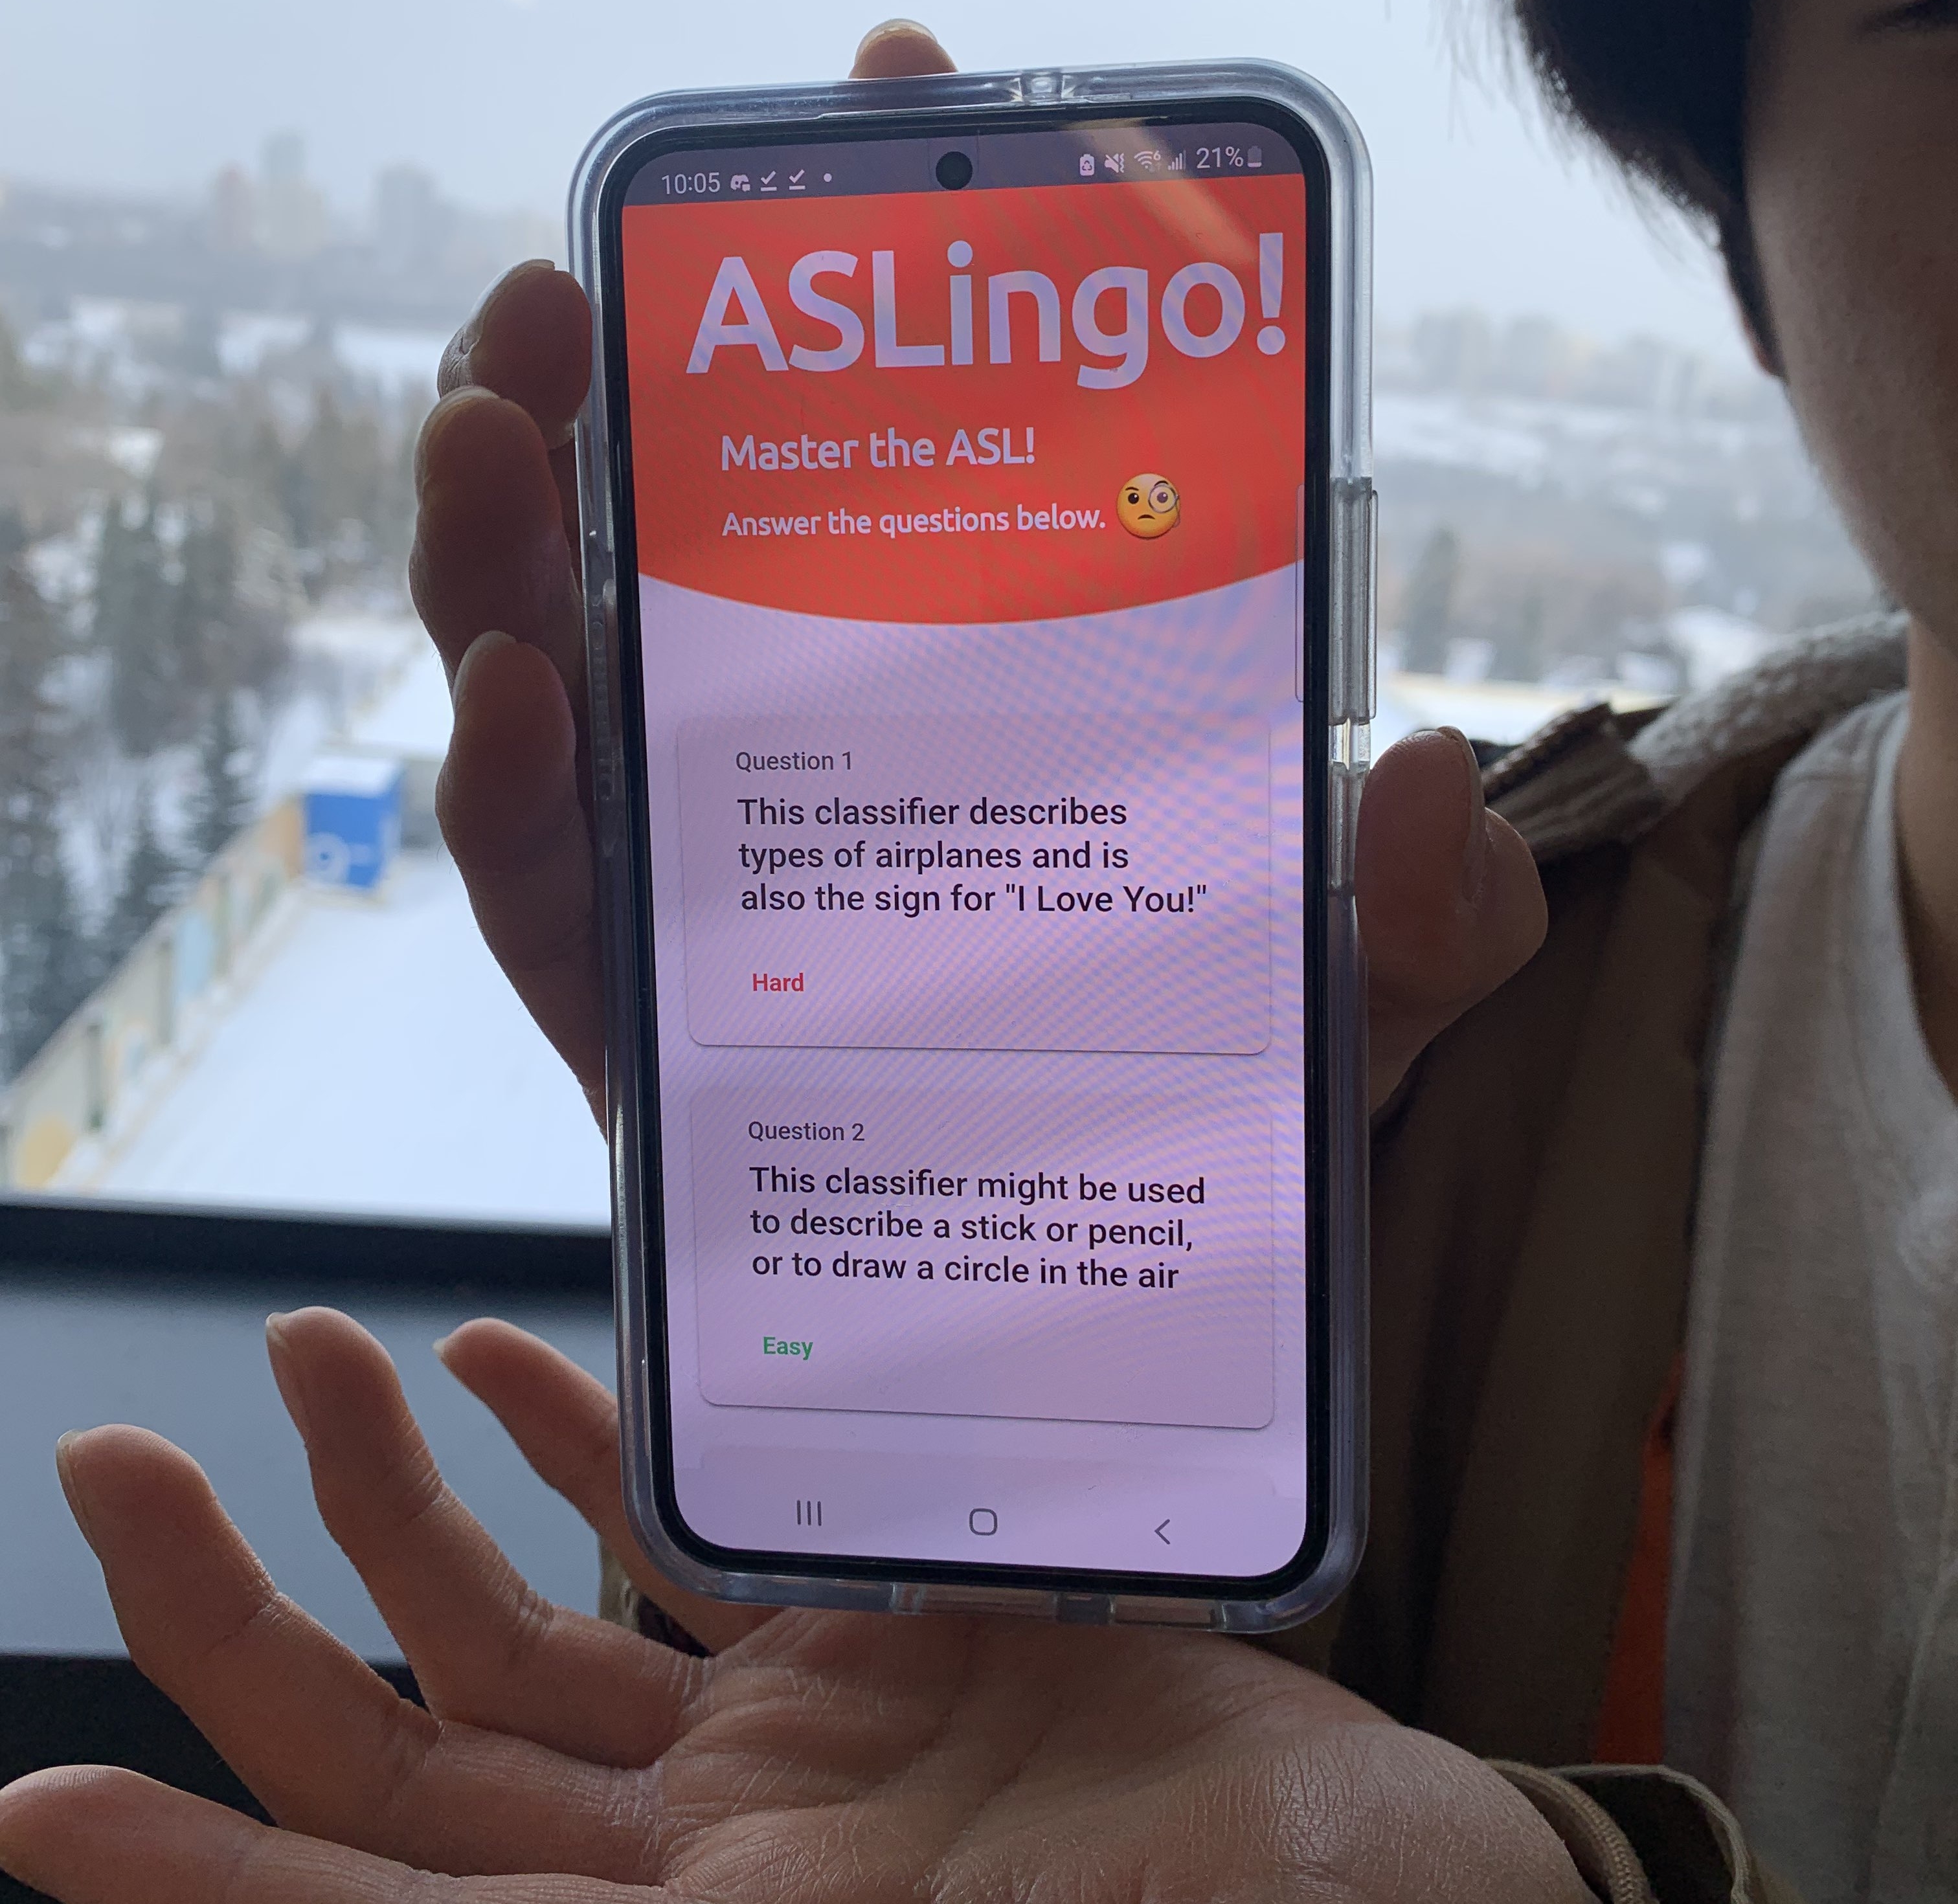 10:05 21%
ASLingo!
Master the ASL!
Answer the questions below.
Question 1
This classifier describes
types of airplanes and is
also the sign for "I Love You!"
Hard
Question 2
This classifier might be used
to describe a stick or pencil,
or to draw a circle in the air
Easy